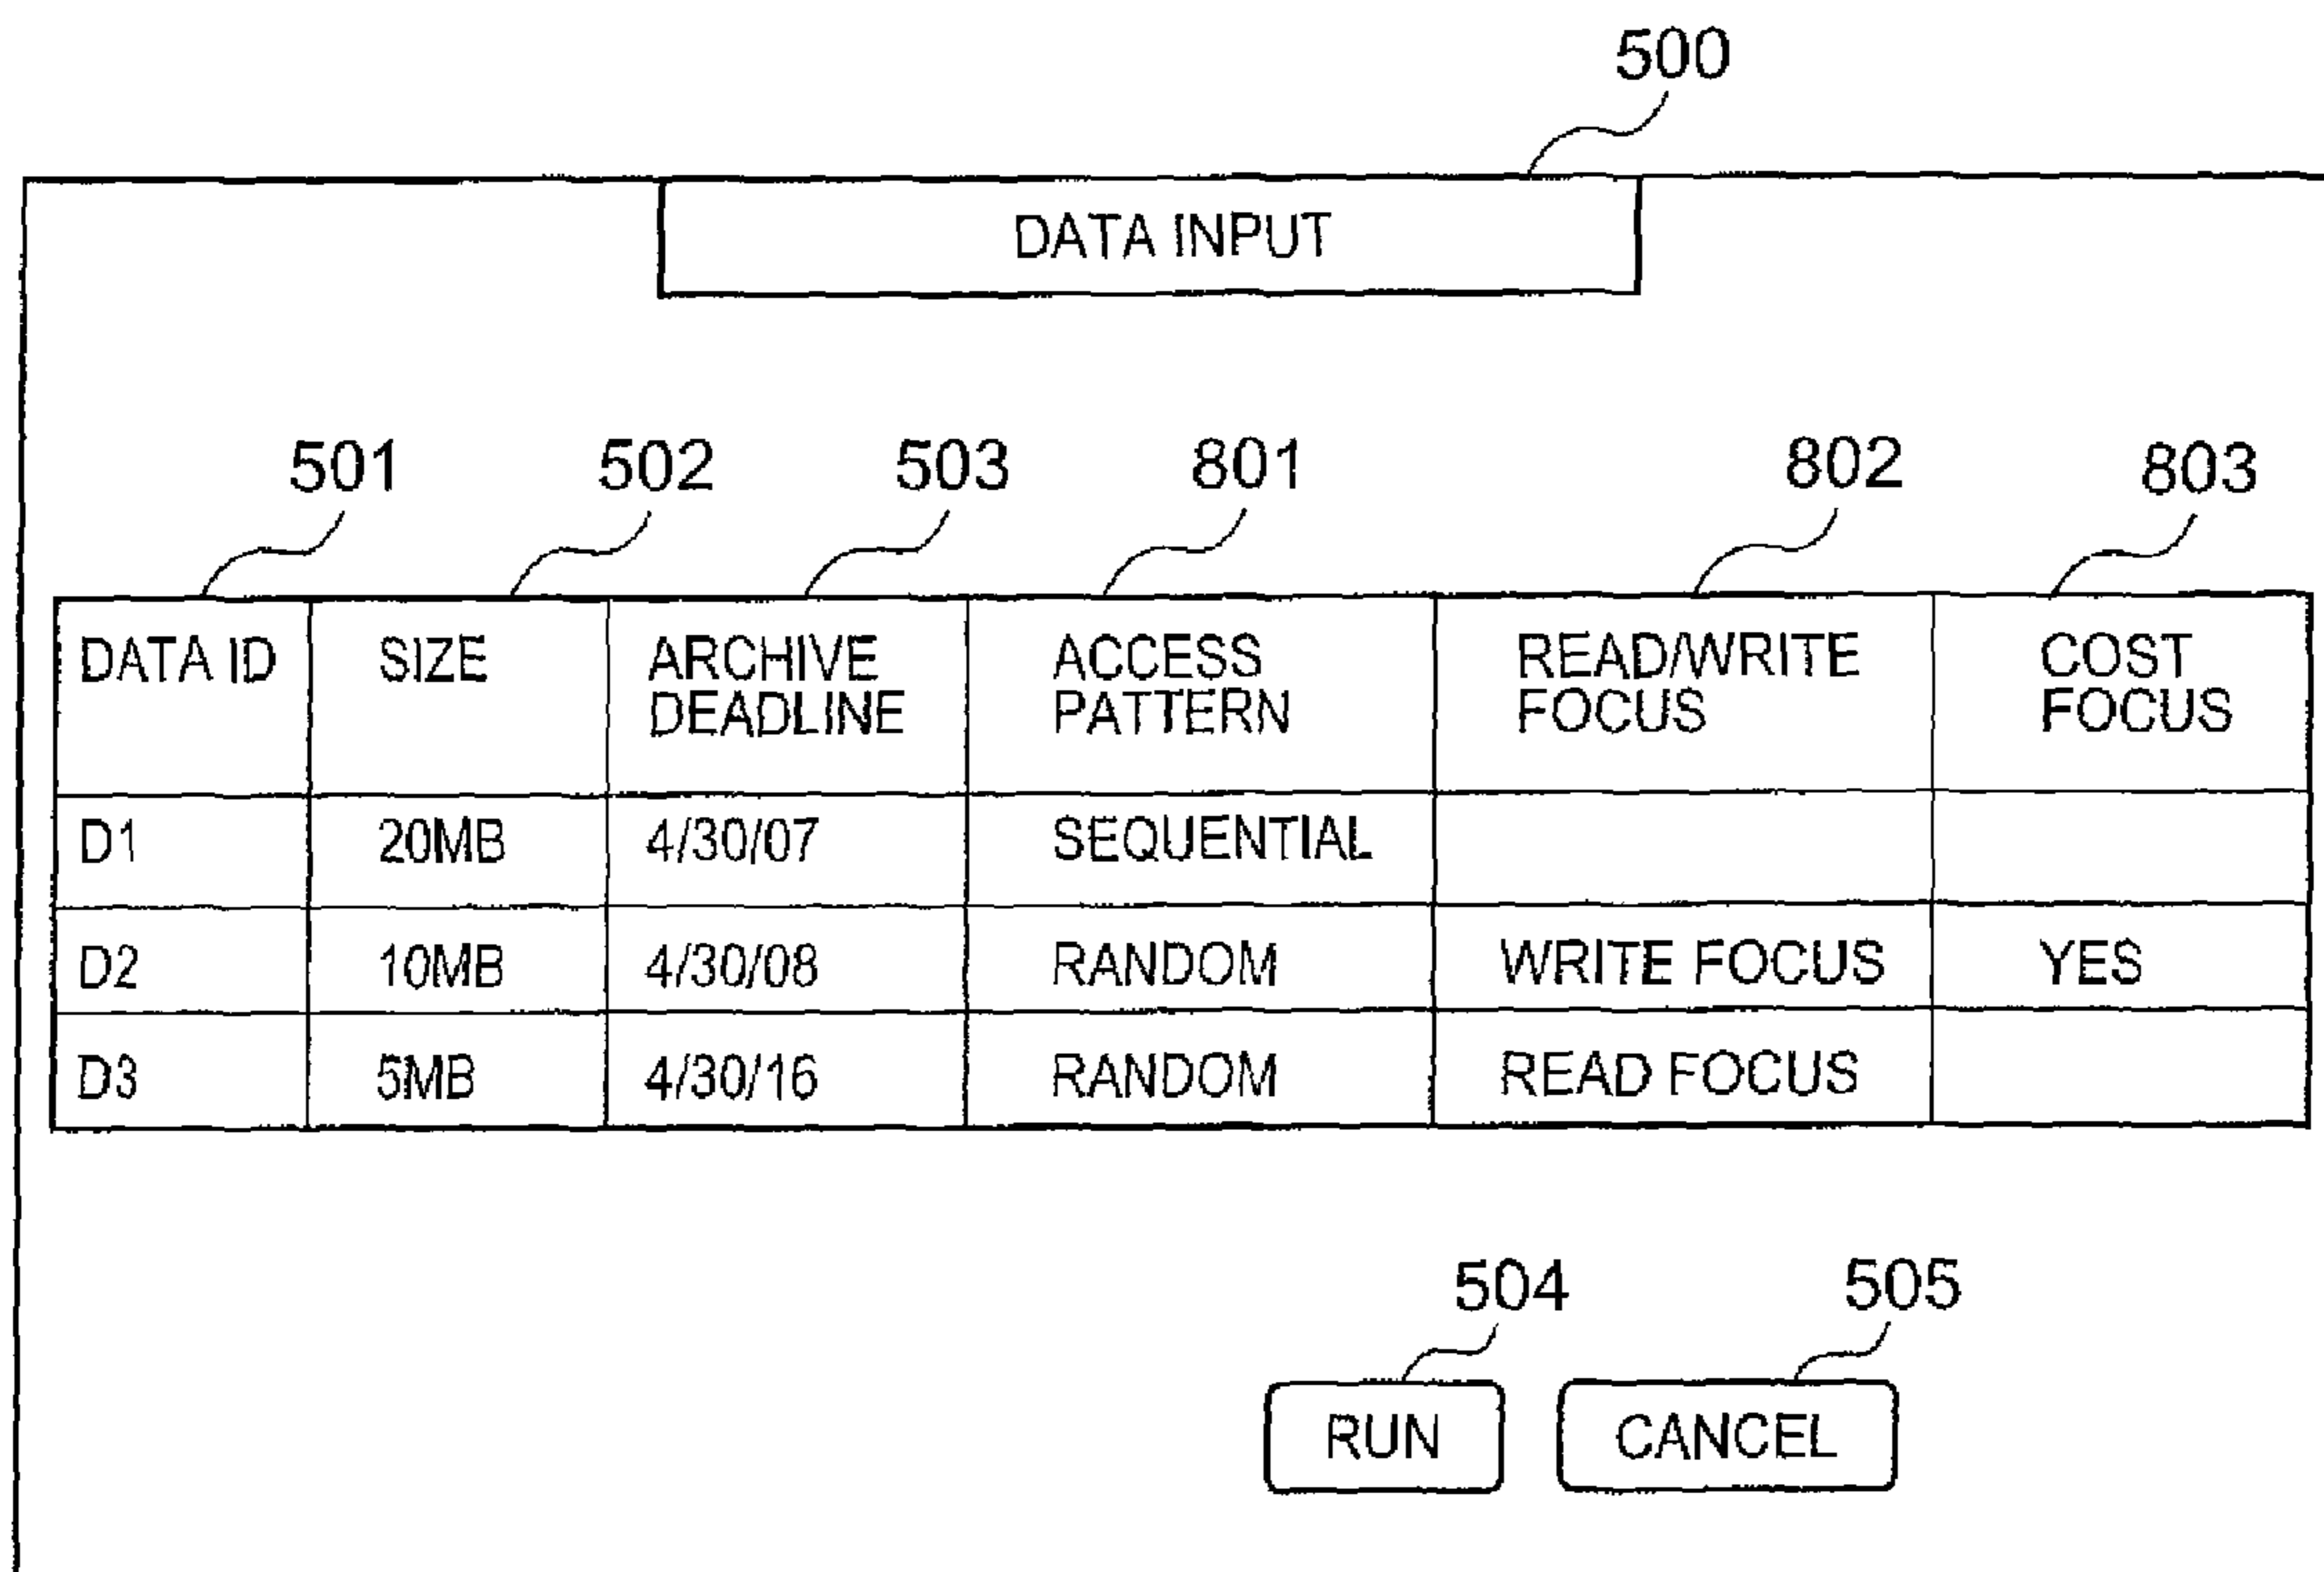 500
DATA INPUT
501 502 503 801 802 803
DATA ID SIZE ARCHIVE DEADLINE ACCESS PATTERN READ/WRITE FOCUS COST FOCUS
D1 20MB 4/30/07 SEQUENTIAL
D2 10MB 4/30/08 RANDOM WRITE FOCUS YES
D3 5MB 4/30/16 RANDOM READ FOCUS
504 505
RUN CANCEL